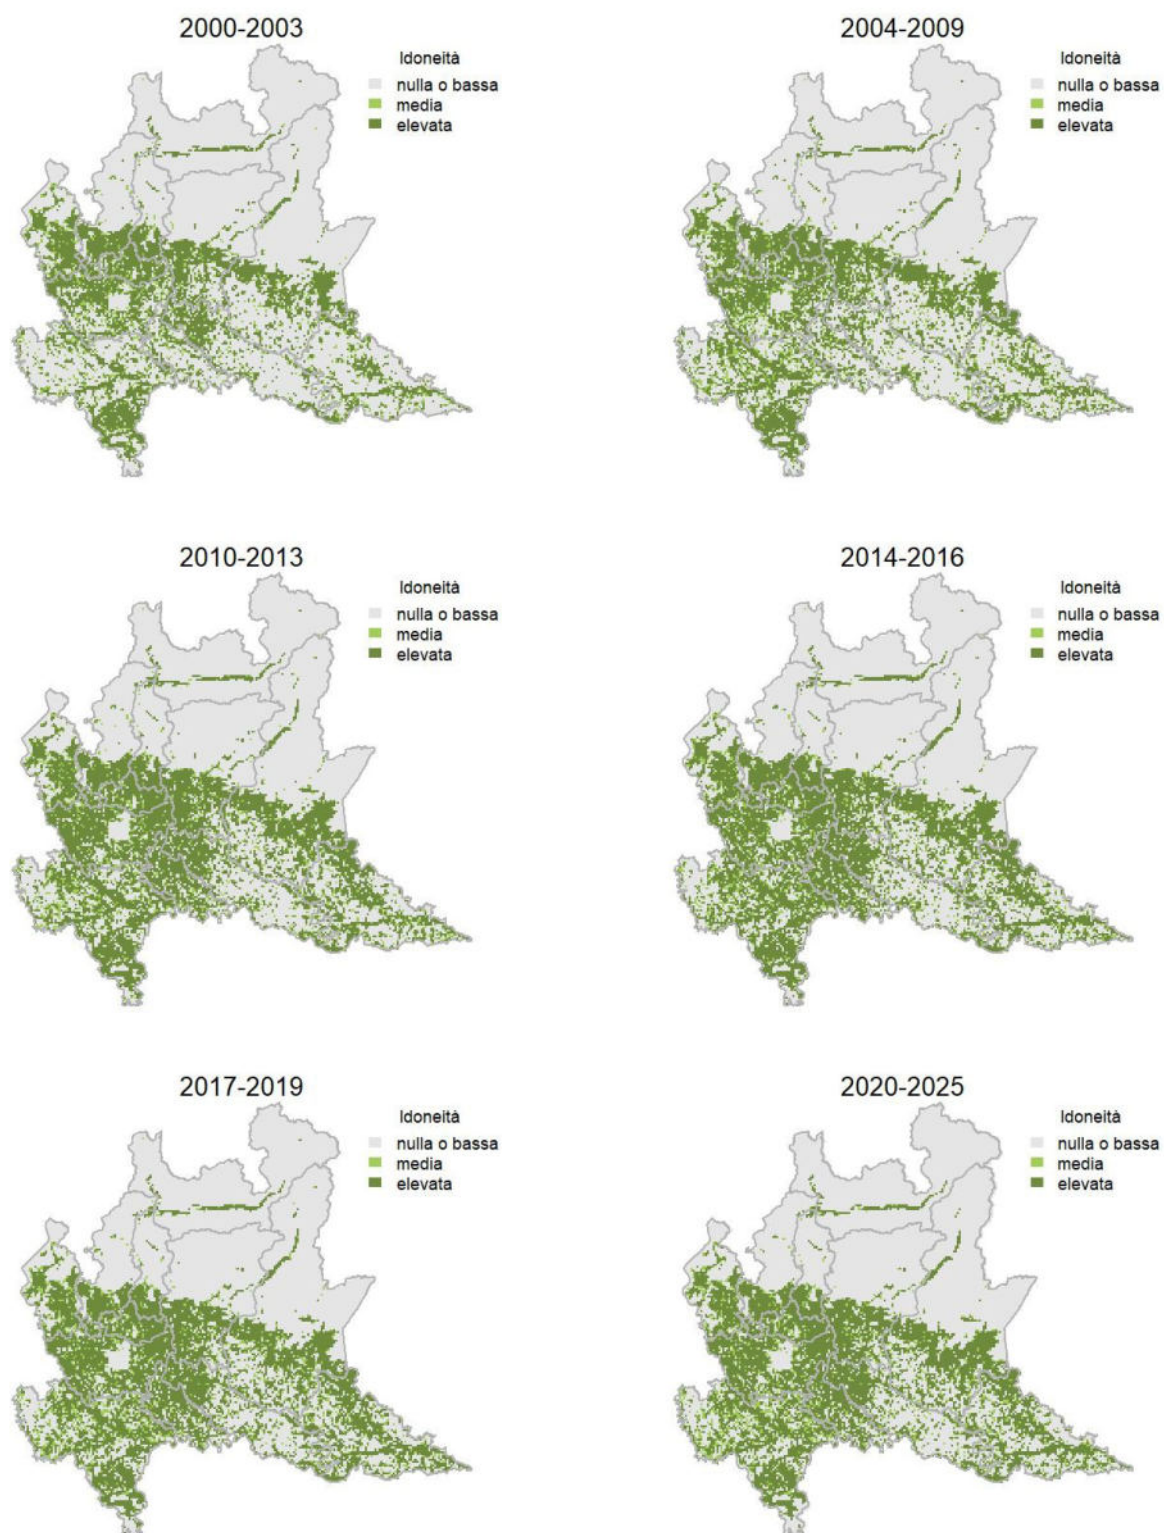 2000-2003
Idoneità
nulla o bassa
media
elevata
2004-2009
Idoneità
nulla o bassa
media
elevata
2010-2013
Idoneità
nulla o bassa
media
elevata
2014-2016
Idoneità
nulla o bassa
media
elevata
2017-2019
Idoneità
nulla o bassa
media
elevata
2020-2025
Idoneità
nulla o bassa
media
elevata